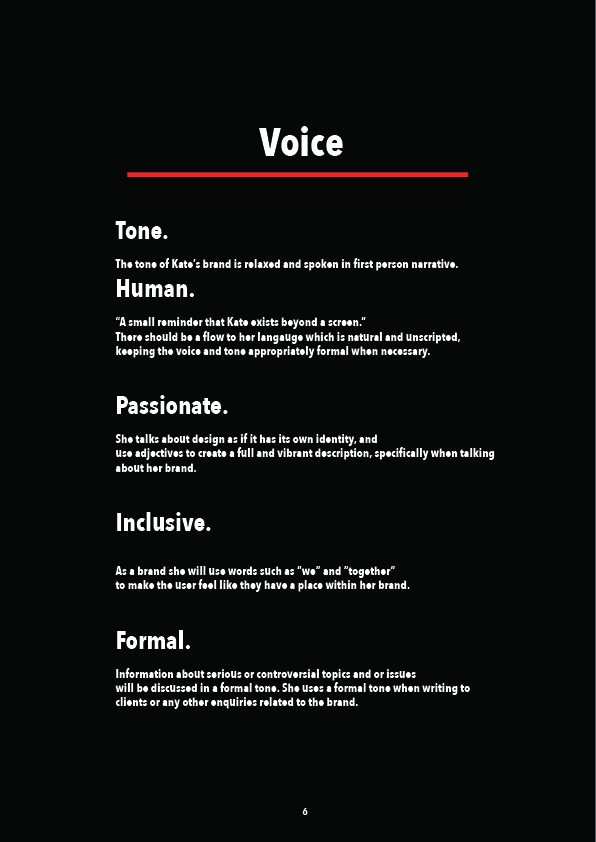 Voice
Tone.
The tone of Kate's brand is relaxed and spoken in first person narrative.
Human.
"A small reminder that Kate exists beyond a screen."
There should be a flow to her langauge which is natural and unscripted,
keeping the voice and tone appropriately formal when necessary.
Passionate.
She talks about design as if it has its own identity, and
use adjectives to create a full and vibrant description, specifically when talking
about her brand.
Inclusive.
As a brand she will use words such as "we" and "together"
to make the user feel like they have a place within her brand.
Formal.
Information about serious or controversial topics and or issues
will be discussed in a formal tone. She uses a formal tone when writing to
clients or any other enquiries related to the brand.
6